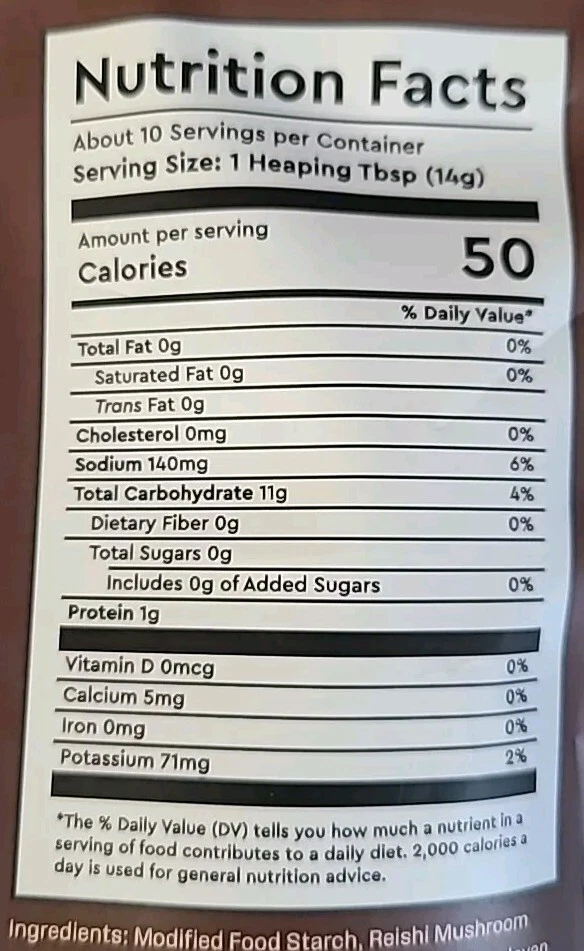 Nutrition Facts
About 10 Servings per Container
Serving Size: 1 Heaping Tbsp (14g)
Amount per serving
Calories 50
% Daily Value*
Total Fat 0g 0%
Saturated Fat 0g 0%
Trans Fat 0g
Cholesterol 0mg 0%
Sodium 140mg 6%
Total Carbohydrate 11g 4%
Dietary Fiber 0g 0%
Total Sugars 0g
Includes 0g of Added Sugars 0%
Protein 1g
Vitamin D 0mcg 0%
Calcium 5mg 0%
Iron 0mg 0%
Potassium 71mg 2%
*The % Daily Value (DV) tells you how much a nutrient in a
serving of food contributes to a daily diet. 2,000 calories a
day is used for general nutrition advice.
Ingredients: Modified Food Starch, Reishi Mushroom